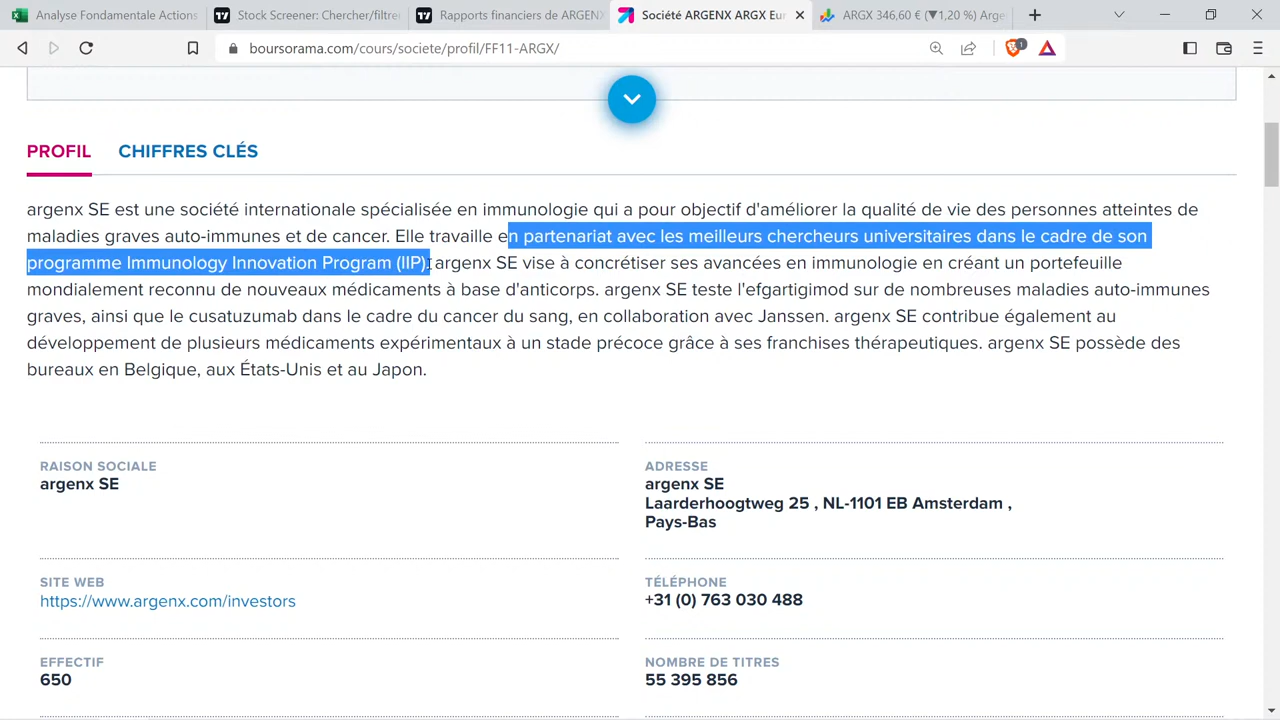 Analyse Fondamentale Actions
Stock Screener: Chercher/filtre
Rapports financiers de ARGENX
Société ARGENX ARGX Eu
ARGX 346,60 € (▼1,20 %) Arge
boursorama.com/cours/societe/profil/FF11-ARGX/
1
PROFIL CHIFFRES CLÉS
argenx SE est une société internationale spécialisée en immunologie qui a pour objectif d'améliorer la qualité de vie des personnes atteintes de
maladies graves auto-immunes et de cancer. Elle travaille en partenariat avec les meilleurs chercheurs universitaires dans le cadre de son
programme Immunology Innovation Program (IIP). argenx SE vise à concrétiser ses avancées en immunologie en créant un portefeuille
mondialement reconnu de nouveaux médicaments à base d'anticorps. argenx SE teste l'efgartigimod sur de nombreuses maladies auto-immunes
graves, ainsi que le cusatuzumab dans le cadre du cancer du sang, en collaboration avec Janssen. argenx SE contribue également au
développement de plusieurs médicaments expérimentaux à un stade précoce grâce à ses franchises thérapeutiques. argenx SE possède des
bureaux en Belgique, aux États-Unis et au Japon.
RAISON SOCIALE
argenx SE
ADRESSE
argenx SE
Laarderhoogtweg 25 , NL-1101 EB Amsterdam ,
Pays-Bas
SITE WEB
https://www.argenx.com/investors
TÉLÉPHONE
+31 (0) 763 030 488
EFFECTIF
650
NOMBRE DE TITRES
55 395 856